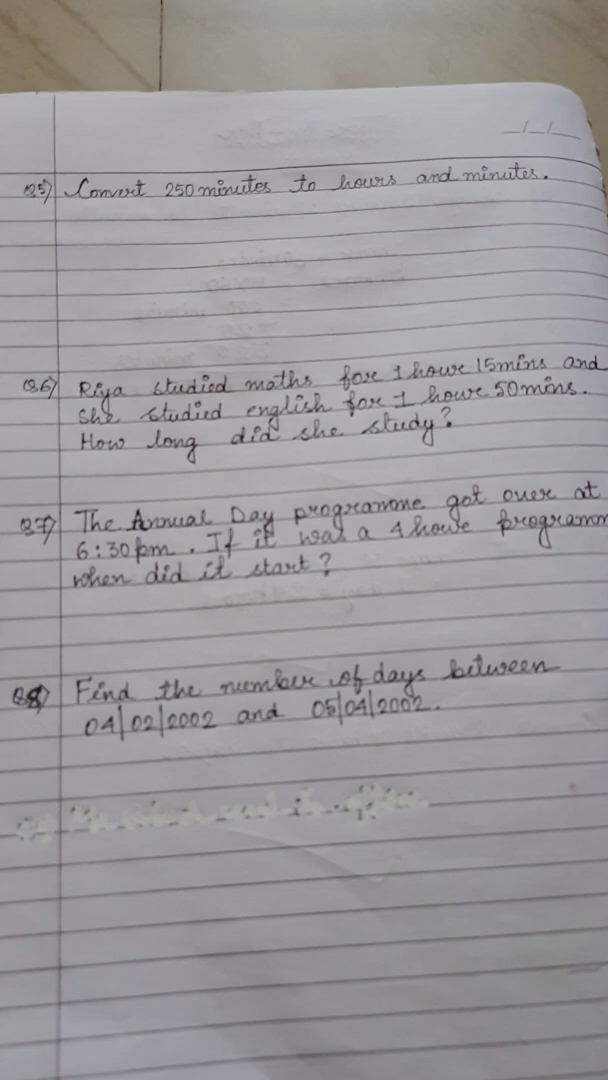 _/_/_
Q5) Convert 250 minutes to hours and minutes.
Q6) Riya studied maths for 1 hour 15mins and
she studied english for 1 hour 50mins.
How long did she study?
Q7) The Annual Day programme got over at
6:30pm. If it was a 4 hour programm
when did it start?
Q8) Find the number of days between
04/02/2002 and 05/04/2002.